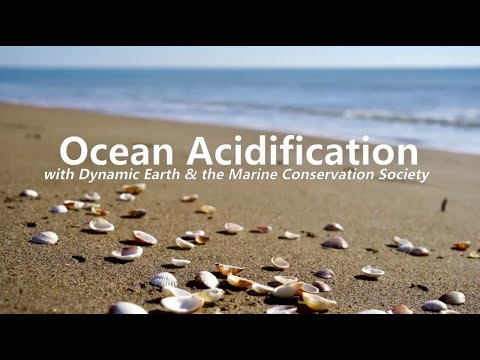 Ocean Acidification
with Dynamic Earth & the Marine Conservation Society